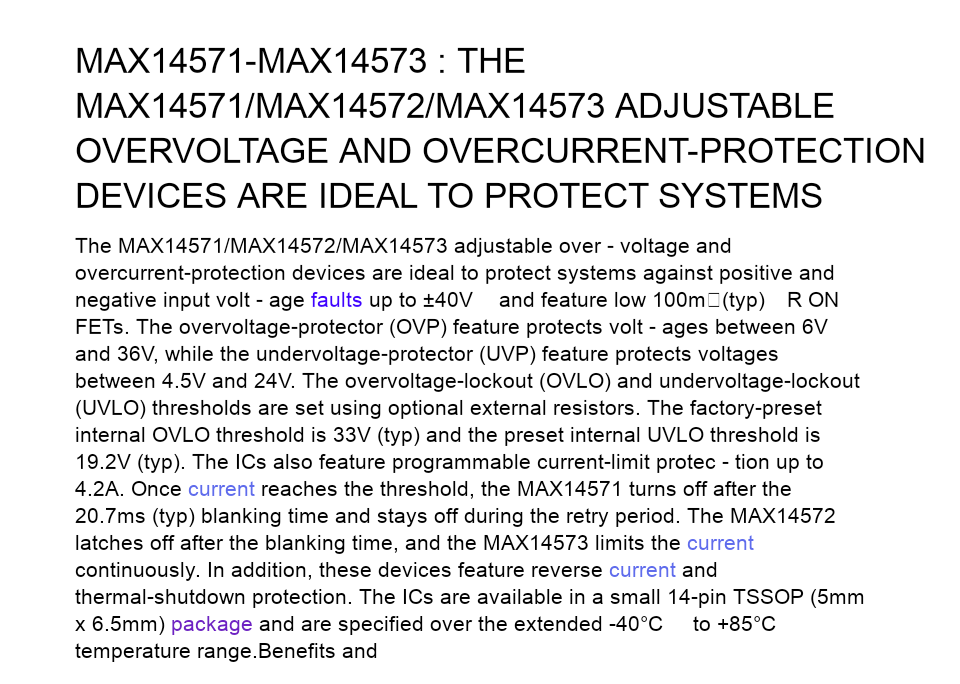 MAX14571-MAX14573 : THE
MAX14571/MAX14572/MAX14573 ADJUSTABLE
OVERVOLTAGE AND OVERCURRENT-PROTECTION
DEVICES ARE IDEAL TO PROTECT SYSTEMS
The MAX14571/MAX14572/MAX14573 adjustable over - voltage and
overcurrent-protection devices are ideal to protect systems against positive and
negative input volt - age faults up to ±40V and feature low 100m□(typ) R ON
FETs. The overvoltage-protector (OVP) feature protects volt - ages between 6V
and 36V, while the undervoltage-protector (UVP) feature protects voltages
between 4.5V and 24V. The overvoltage-lockout (OVLO) and undervoltage-lockout
(UVLO) thresholds are set using optional external resistors. The factory-preset
internal OVLO threshold is 33V (typ) and the preset internal UVLO threshold is
19.2V (typ). The ICs also feature programmable current-limit protec - tion up to
4.2A. Once current reaches the threshold, the MAX14571 turns off after the
20.7ms (typ) blanking time and stays off during the retry period. The MAX14572
latches off after the blanking time, and the MAX14573 limits the current
continuously. In addition, these devices feature reverse current and
thermal-shutdown protection. The ICs are available in a small 14-pin TSSOP (5mm
x 6.5mm) package and are specified over the extended -40°C to +85°C
temperature range.Benefits and